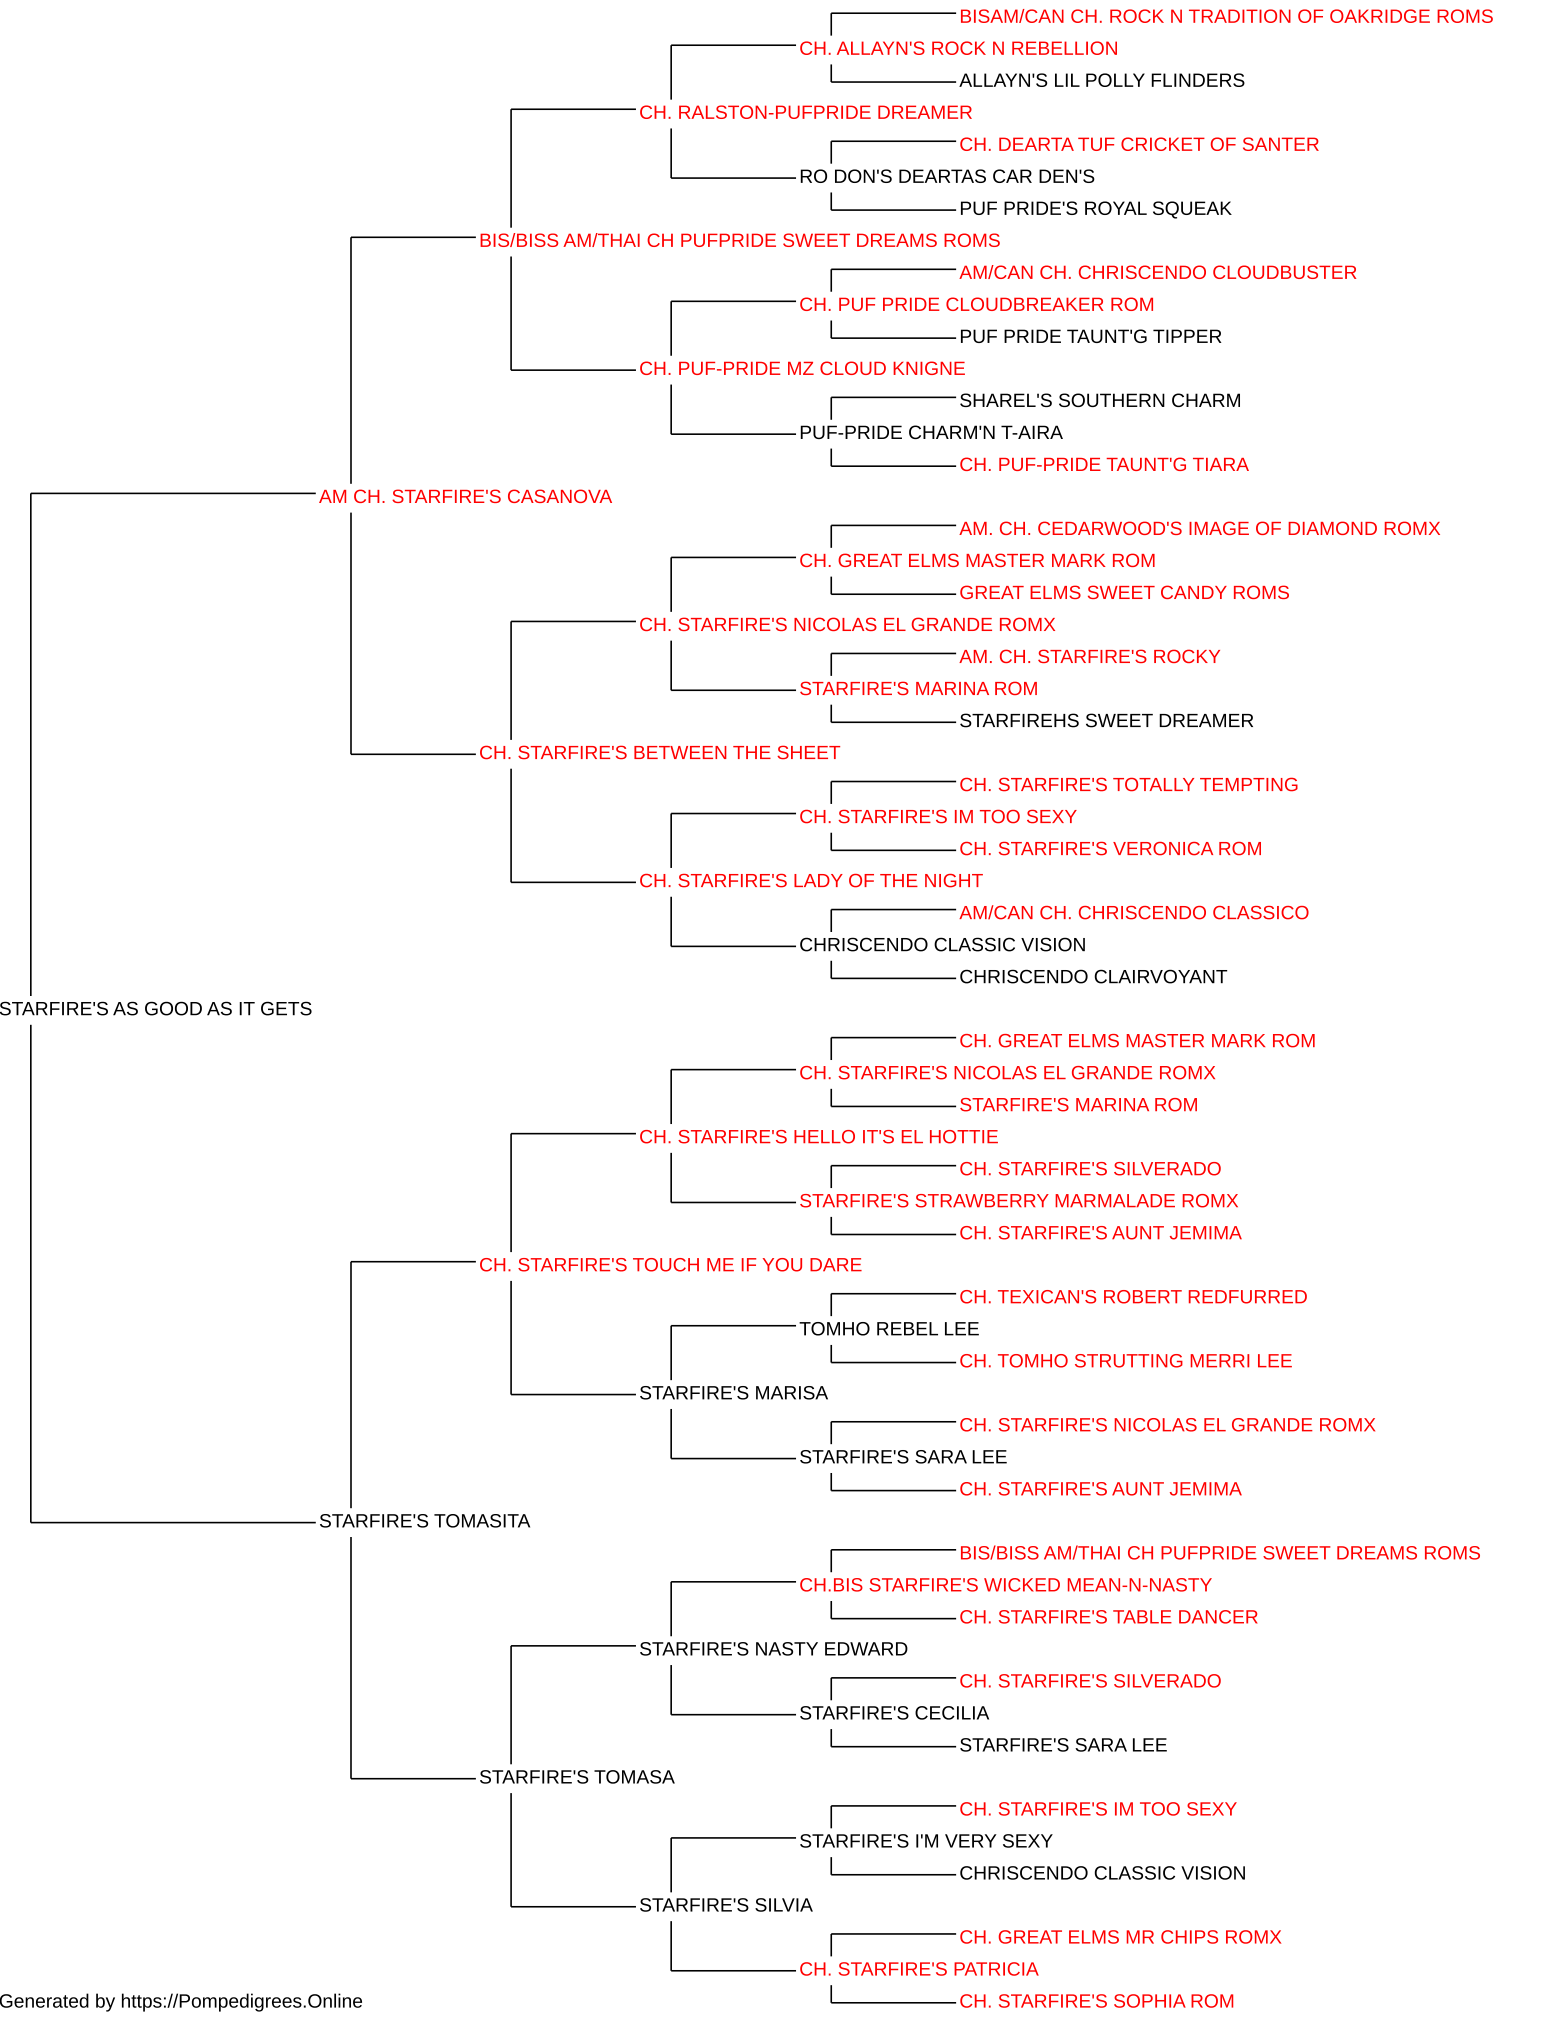 BISAM/CAN CH. ROCK N TRADITION OF OAKRIDGE ROMS
CH. ALLAYN'S ROCK N REBELLION
ALLAYN'S LIL POLLY FLINDERS
CH. RALSTON-PUFPRIDE DREAMER
CH. DEARTA TUF CRICKET OF SANTER
RO DON'S DEARTAS CAR DEN'S
PUF PRIDE'S ROYAL SQUEAK
BIS/BISS AM/THAI CH PUFPRIDE SWEET DREAMS ROMS
AM/CAN CH. CHRISCENDO CLOUDBUSTER
CH. PUF PRIDE CLOUDBREAKER ROM
PUF PRIDE TAUNT'G TIPPER
CH. PUF-PRIDE MZ CLOUD KNIGNE
SHAREL'S SOUTHERN CHARM
PUF-PRIDE CHARM'N T-AIRA
CH. PUF-PRIDE TAUNT'G TIARA
AM CH. STARFIRE'S CASANOVA
AM. CH. CEDARWOOD'S IMAGE OF DIAMOND ROMX
CH. GREAT ELMS MASTER MARK ROM
GREAT ELMS SWEET CANDY ROMS
CH. STARFIRE'S NICOLAS EL GRANDE ROMX
AM. CH. STARFIRE'S ROCKY
STARFIRE'S MARINA ROM
STARFIREHS SWEET DREAMER
CH. STARFIRE'S BETWEEN THE SHEET
CH. STARFIRE'S TOTALLY TEMPTING
CH. STARFIRE'S IM TOO SEXY
CH. STARFIRE'S VERONICA ROM
CH. STARFIRE'S LADY OF THE NIGHT
AM/CAN CH. CHRISCENDO CLASSICO
CHRISCENDO CLASSIC VISION
CHRISCENDO CLAIRVOYANT
STARFIRE'S AS GOOD AS IT GETS
CH. GREAT ELMS MASTER MARK ROM
CH. STARFIRE'S NICOLAS EL GRANDE ROMX
STARFIRE'S MARINA ROM
CH. STARFIRE'S HELLO IT'S EL HOTTIE
CH. STARFIRE'S SILVERADO
STARFIRE'S STRAWBERRY MARMALADE ROMX
CH. STARFIRE'S AUNT JEMIMA
CH. STARFIRE'S TOUCH ME IF YOU DARE
CH. TEXICAN'S ROBERT REDFURRED
TOMHO REBEL LEE
CH. TOMHO STRUTTING MERRI LEE
STARFIRE'S MARISA
CH. STARFIRE'S NICOLAS EL GRANDE ROMX
STARFIRE'S SARA LEE
CH. STARFIRE'S AUNT JEMIMA
STARFIRE'S TOMASITA
BIS/BISS AM/THAI CH PUFPRIDE SWEET DREAMS ROMS
CH.BIS STARFIRE'S WICKED MEAN-N-NASTY
CH. STARFIRE'S TABLE DANCER
STARFIRE'S NASTY EDWARD
CH. STARFIRE'S SILVERADO
STARFIRE'S CECILIA
STARFIRE'S SARA LEE
STARFIRE'S TOMASA
CH. STARFIRE'S IM TOO SEXY
STARFIRE'S I'M VERY SEXY
CHRISCENDO CLASSIC VISION
STARFIRE'S SILVIA
CH. GREAT ELMS MR CHIPS ROMX
CH. STARFIRE'S PATRICIA
CH. STARFIRE'S SOPHIA ROM
Generated by https://Pompedigrees.Online